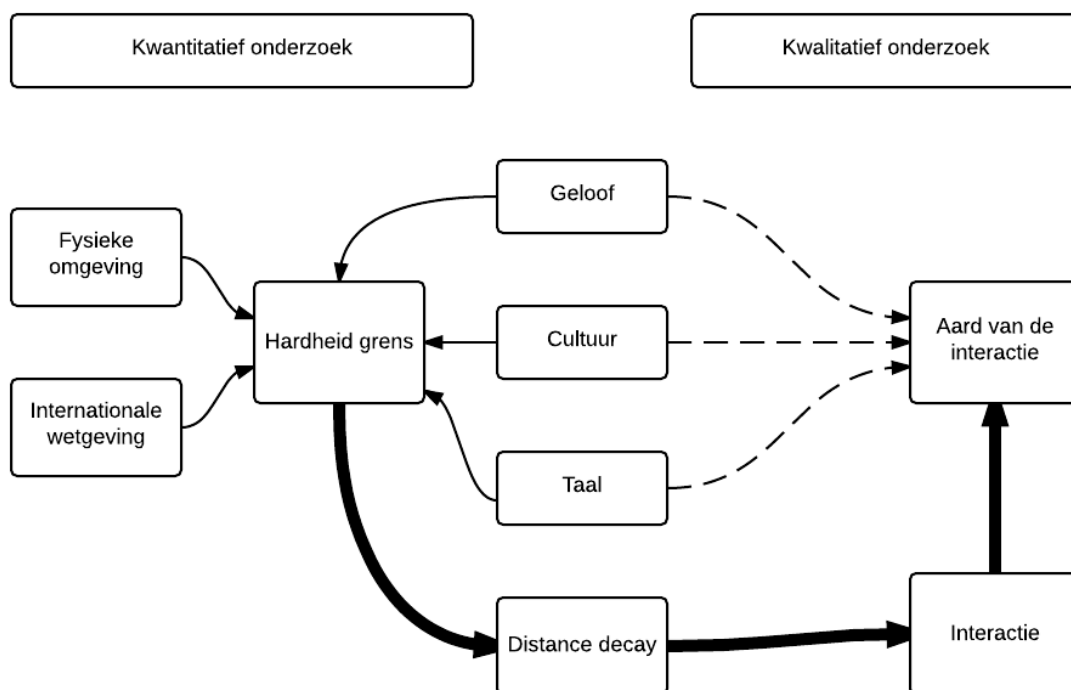 Kwantitatief onderzoek
Kwalitatief onderzoek
Geloof
Fysieke
omgeving
Hardheid grens
Cultuur
Aard van de
interactie
Internationale
wetgeving
Taal
Distance decay
Interactie